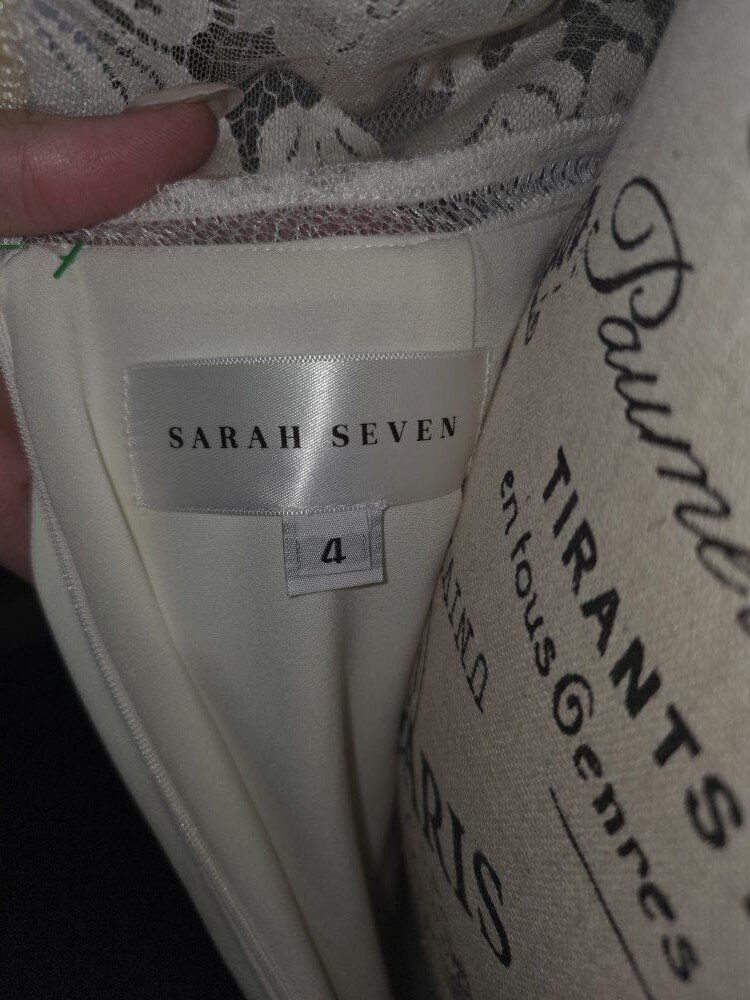 SARAH SEVEN
4
TIRANTS
en tous Genres